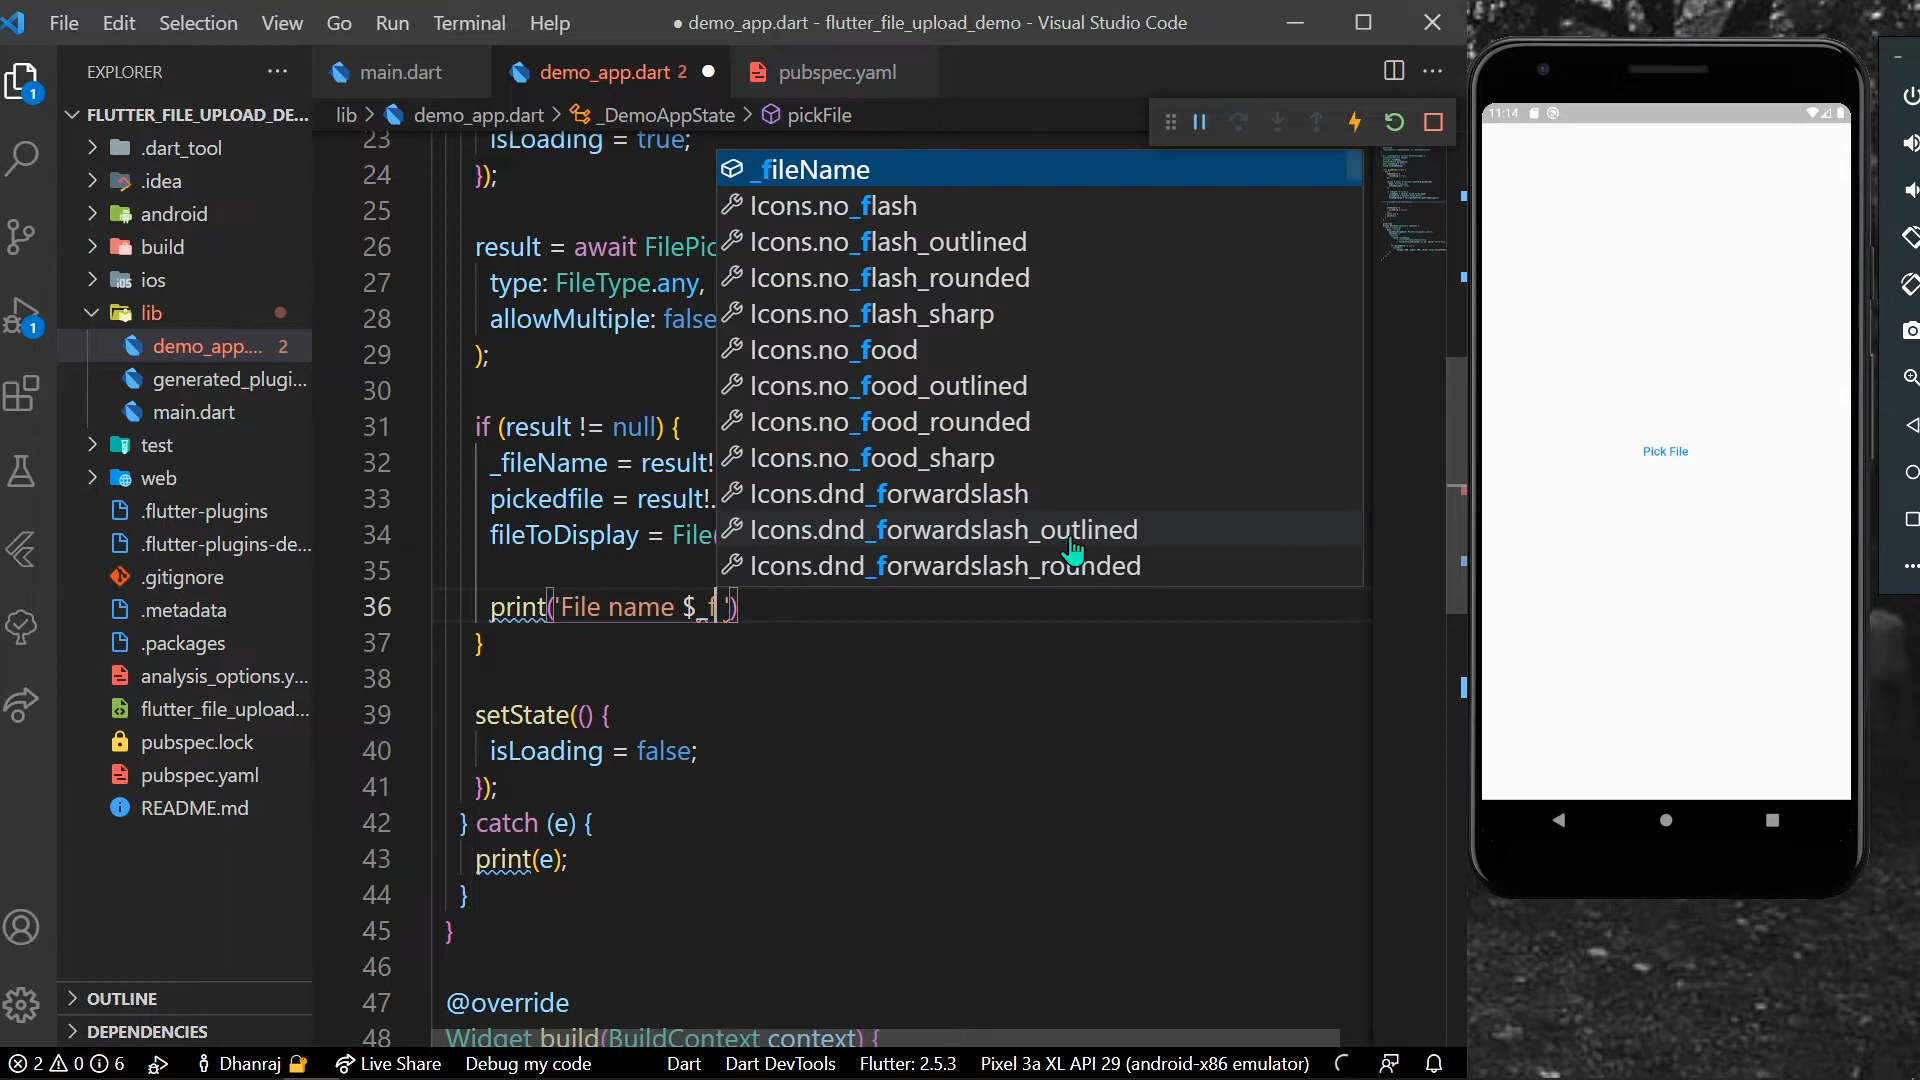 File Edit Selection View Go Run Terminal Help
● demo_app.dart - flutter_file_upload_demo - Visual Studio Code
EXPLORER
main.dart
demo_app.dart 2
pubspec.yaml
FLUTTER_FILE_UPLOAD_DE...
lib > demo_app.dart > _DemoAppState > pickFile
.dart_tool
.idea
android
build
ios
lib
demo_app.... 2
generated_plugi...
main.dart
test
web
.flutter-plugins
.flutter-plugins-de...
.gitignore
.metadata
.packages
analysis_options.y...
flutter_file_upload...
pubspec.lock
pubspec.yaml
README.md
OUTLINE
DEPENDENCIES
1
1
23 isLoading = true;
24 });
25
26 result = await FilePic
27 type: FileType.any,
28 allowMultiple: false
29 );
30
31 if (result != null) {
32 _fileName = result!
33 pickedfile = result!.
34 fileToDisplay = File(
35
36 print('File name $_f ')
37 }
38
39 setState(() {
40 isLoading = false;
41 });
42 } catch (e) {
43 print(e);
44 }
45 }
46
47 @override
48 Widget build(BuildContext context) {
_fileName
Icons.no_flash
Icons.no_flash_outlined
Icons.no_flash_rounded
Icons.no_flash_sharp
Icons.no_food
Icons.no_food_outlined
Icons.no_food_rounded
Icons.no_food_sharp
Icons.dnd_forwardslash
Icons.dnd_forwardslash_outlined
Icons.dnd_forwardslash_rounded
11:14
Pick File
2 0 6 Dhanraj Live Share Debug my code Dart Dart DevTools Flutter: 2.5.3 Pixel 3a XL API 29 (android-x86 emulator)